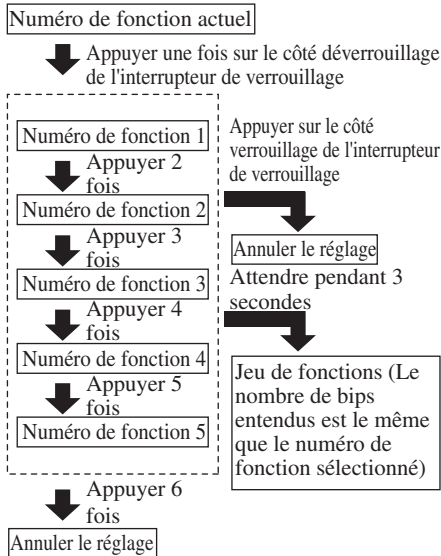 Numéro de fonction actuel
Appuyer une fois sur le côté déverrouillage
de l'interrupteur de verrouillage
Numéro de fonction 1
Appuyer 2
fois
Numéro de fonction 2
Appuyer 3
fois
Numéro de fonction 3
Appuyer 4
fois
Numéro de fonction 4
Appuyer 5
fois
Numéro de fonction 5
Appuyer sur le côté
verrouillage de l'interrupteur
de verrouillage
Annuler le réglage
Attendre pendant 3
secondes
Jeu de fonctions (Le
nombre de bips
entendus est le même
que le numéro de
fonction sélectionné)
Appuyer 6
fois
Annuler le réglage